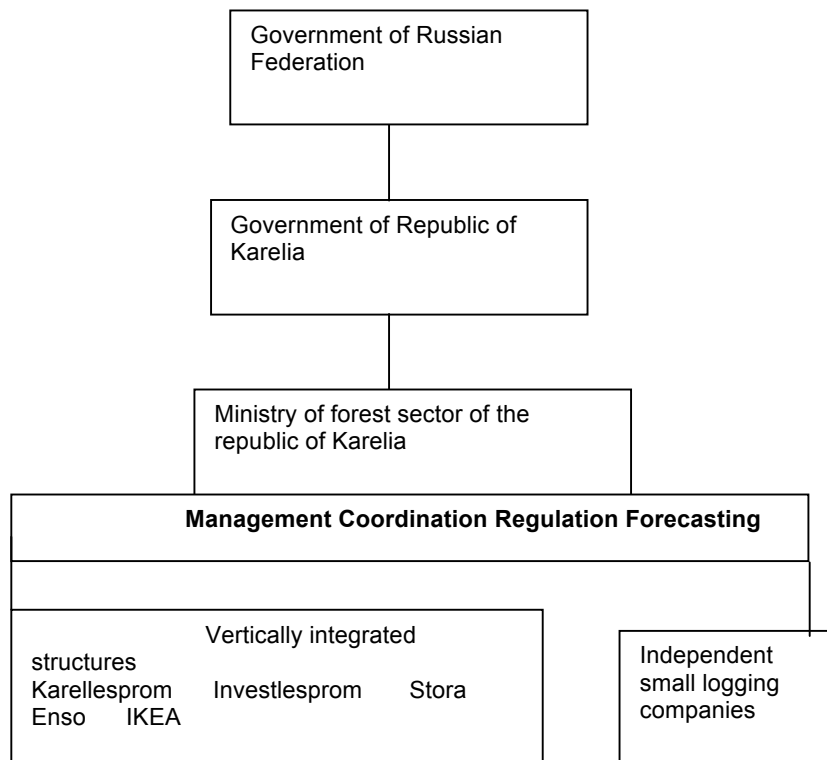 Government of Russian
Federation
Government of Republic of
Karelia
Ministry of forest sector of the
republic of Karelia
Management Coordination Regulation Forecasting
Vertically integrated
structures
Karellesprom Investlesprom Stora
Enso IKEA
Independent
small logging
companies